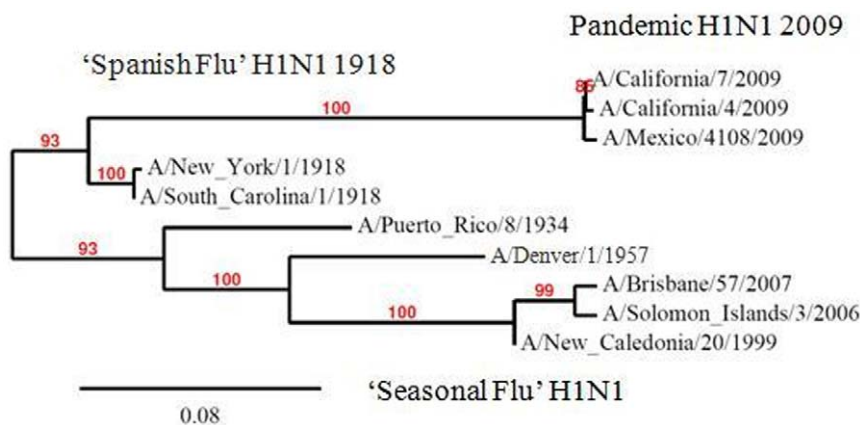 Pandemic H1N1 2009
'Spanish Flu' H1N1 1918
A/California/7/2009
86
100
A/California/4/2009
93
A/Mexico/4108/2009
A/New_York/1/1918
100
A/South_Carolina/1/1918
A/Puerto_Rico/8/1934
93
A/Denver/1/1957
100
A/Brisbane/57/2007
99
100
A/Solomon_Islands/3/2006
A/New_Caledonia/20/1999
'Seasonal Flu' H1N1
0.08